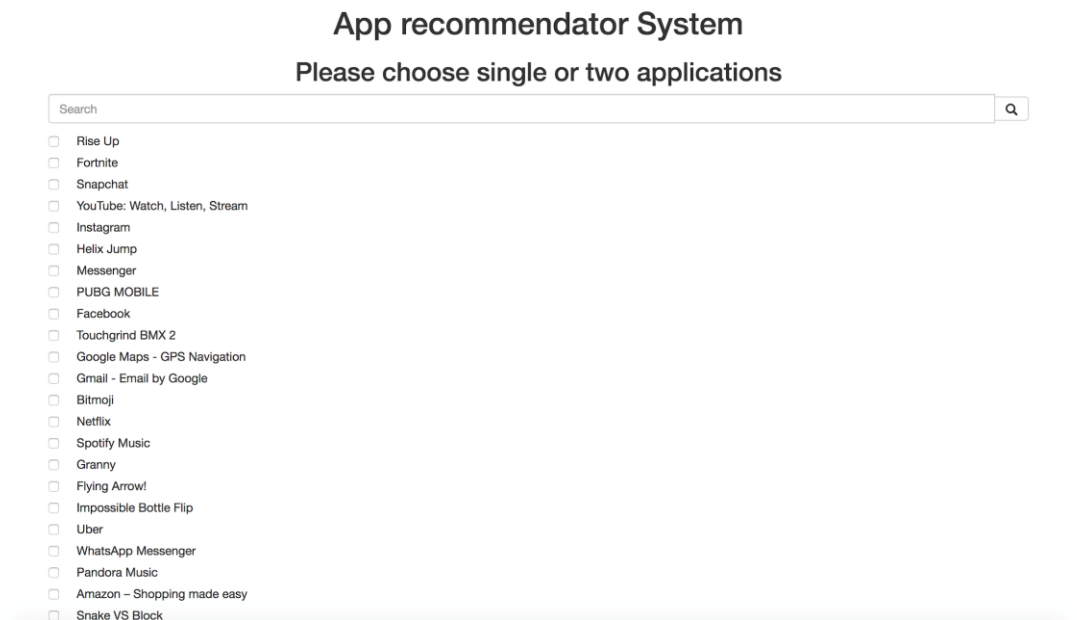 App recommendator System
Please choose single or two applications
Search
Rise Up
Fortnite
Snapchat
YouTube: Watch, Listen, Stream
Instagram
Helix Jump
Messenger
PUBG MOBILE
Facebook
Touchgrind BMX 2
Google Maps - GPS Navigation
Gmail - Email by Google
Bitmoji
Netflix
Spotify Music
Granny
Flying Arrow!
Impossible Bottle Flip
Uber
WhatsApp Messenger
Pandora Music
Amazon – Shopping made easy
Snake VS Block